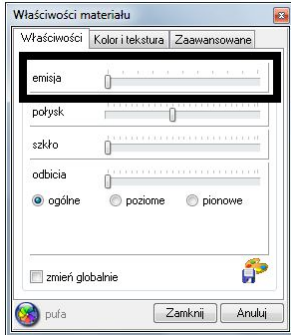 Właściwości materiału
Właściwości Kolor i tekstura Zaawansowane
emisja
połysk
szkło
odbicia
ogólne poziome pionowe
zmień globalnie
pufa Zamknij Anuluj